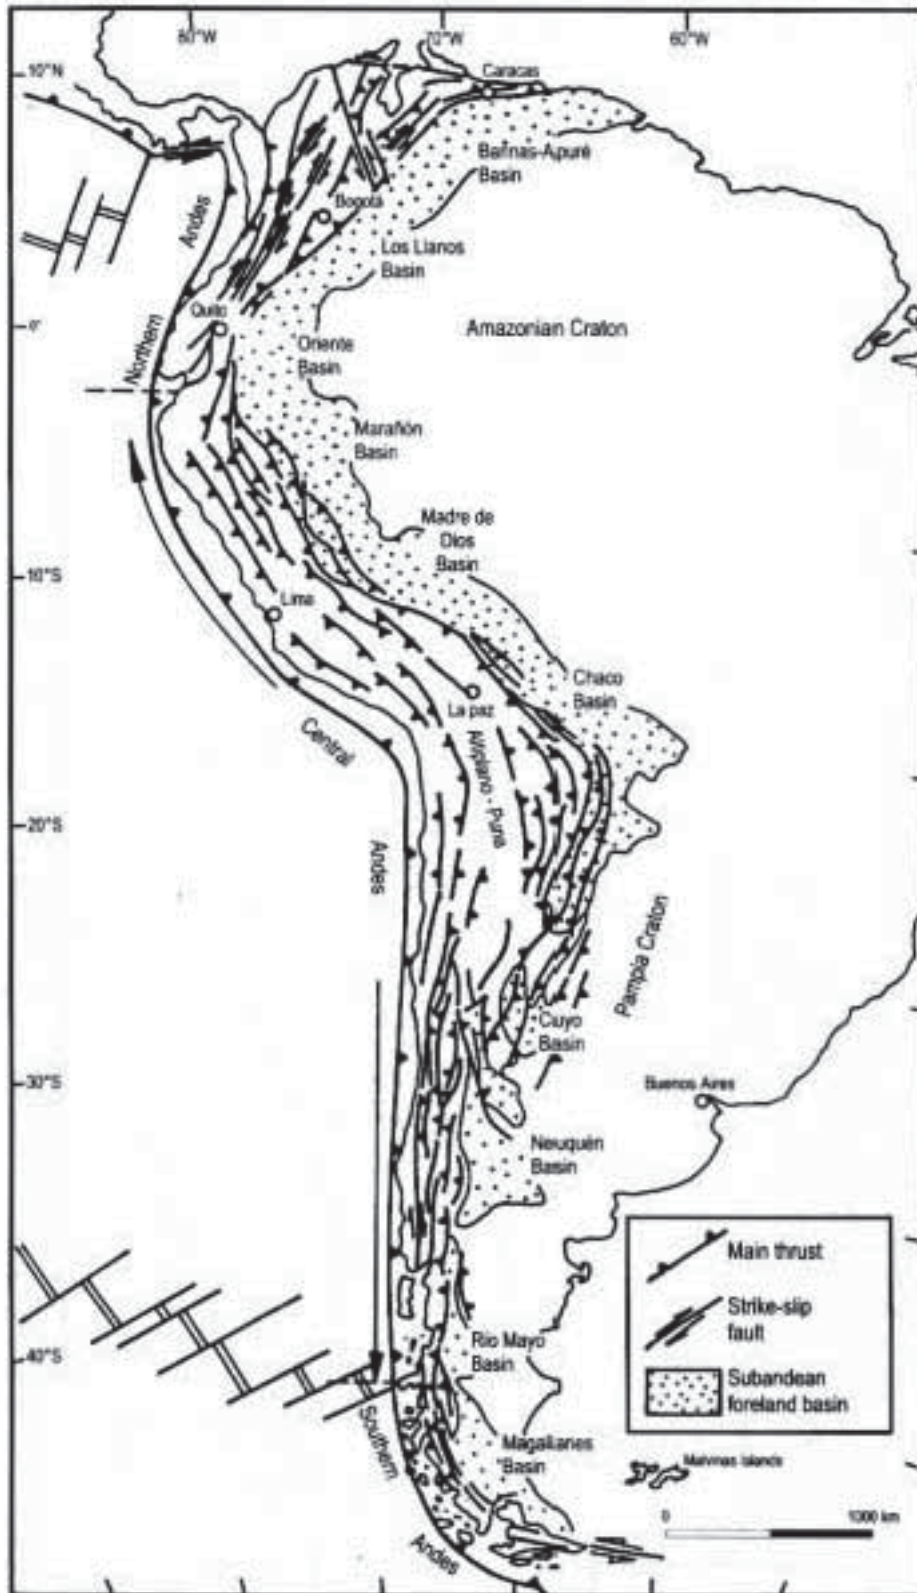 80°W
70°W
60°W
10°N
Caracas
Barinas-Apuré
Basin
Bogotá
Andes
Los Llanos
Basin
Quito
0°
Oriente
Basin
Amazonian Craton
Northern
Marañón
Basin
Madre de
Dios
Basin
10°S
Lima
Chaco
Basin
La paz
Central
Altiplano - Puna
20°S
Andes
Pampia Craton
Cuyo
Basin
30°S
Buenos Aires
Neuquén
Basin
Main thrust
Strike-slip
fault
Rio Mayo
Basin
40°S
Subandean
foreland basin
Southern
Magallanes
Basin
Malvinas Islands
0
1000 km
Andes